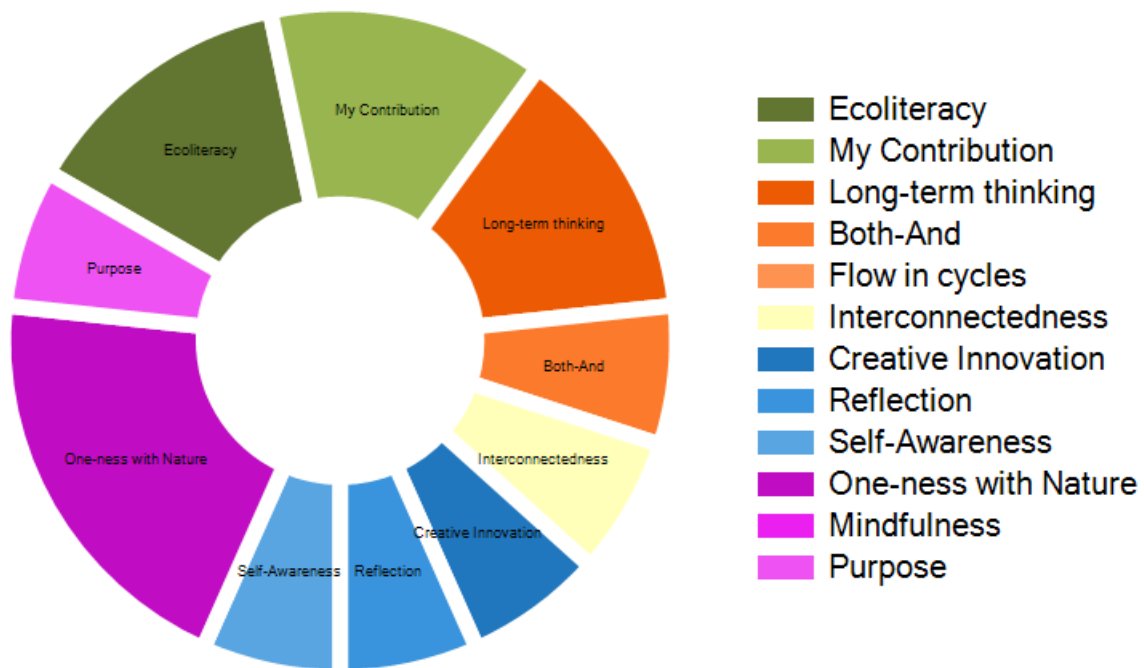 My Contribution
Ecoliteracy
Long-term thinking
Purpose
Both-And
One-ness with Nature
Interconnectedness
Creative Innovation
Self-Awareness
Reflection
Ecoliteracy
My Contribution
Long-term thinking
Both-And
Flow in cycles
Interconnectedness
Creative Innovation
Reflection
Self-Awareness
One-ness with Nature
Mindfulness
Purpose